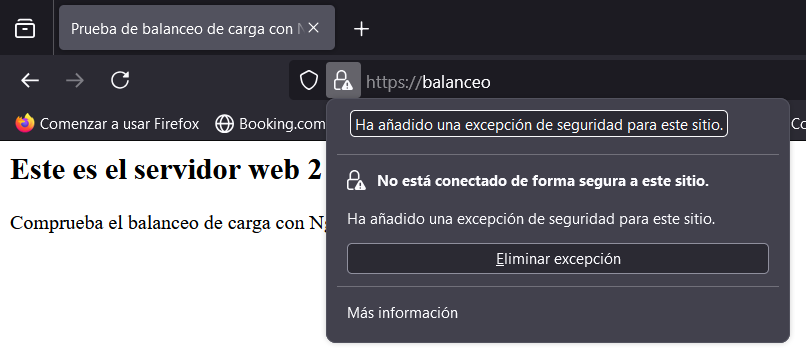 Prueba de balanceo de carga con N
https://balanceo
Comenzar a usar Firefox
Booking.com
Co
Ha añadido una excepción de seguridad para este sitio.
No está conectado de forma segura a este sitio.
Ha añadido una excepción de seguridad para este sitio.
Eliminar excepción
Más información
Este es el servidor web 2
Comprueba el balanceo de carga con Ng